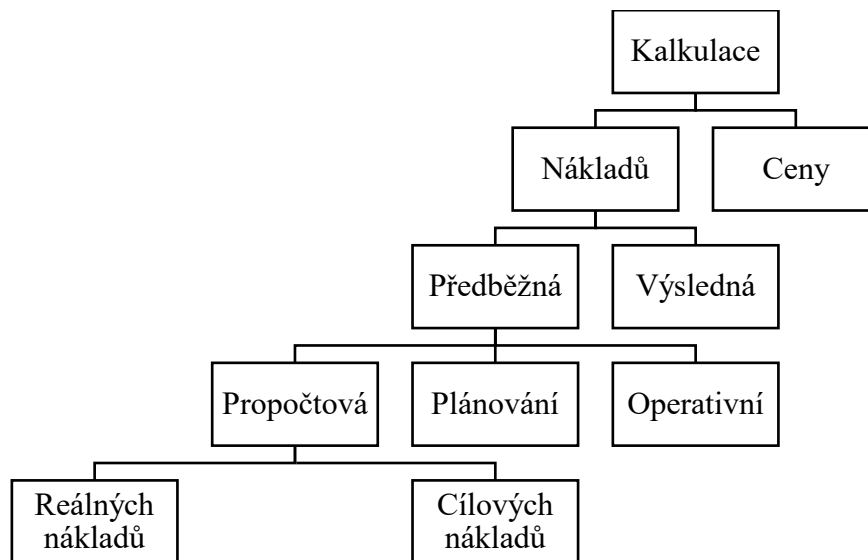 Kalkulace
Nákladů
Ceny
Předběžná
Výsledná
Propočtová
Plánování
Operativní
Reálných
nákladů
Cílových
nákladů